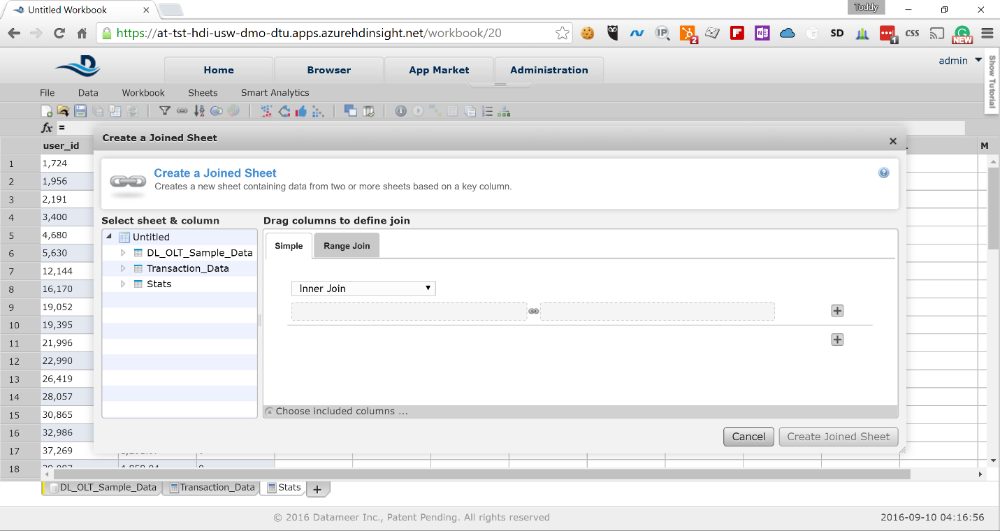 Untitled Workbook
Toddy
https://at-tst-hdi-usw-dmo-dtu.apps.azurehdinsight.net/workbook/20
IP
2
F
N
SD
1
CSS
NEW
D
Home Browser App Market Administration
admin
Show Tutorial
File Data Workbook Sheets Smart Analytics
fx =
Create a Joined Sheet
user_id
M
1 1,724
2 1,956
3 2,191
4 3,400
5 4,680
6 5,630
7 12,144
8 16,170
9 19,052
10 19,395
11 21,996
12 22,990
13 26,419
14 28,057
15 30,865
16 32,986
17 37,269
18
Create a Joined Sheet
Creates a new sheet containing data from two or more sheets based on a key column.
Select sheet & column
Untitled
DL_OLT_Sample_Data
Transaction_Data
Stats
Drag columns to define join
Simple Range Join
Inner Join
Choose included columns ...
Cancel Create Joined Sheet
DL_OLT_Sample_Data Transaction_Data Stats +
© 2016 Datameer Inc., Patent Pending. All rights reserved
2016-09-10 04:16:56